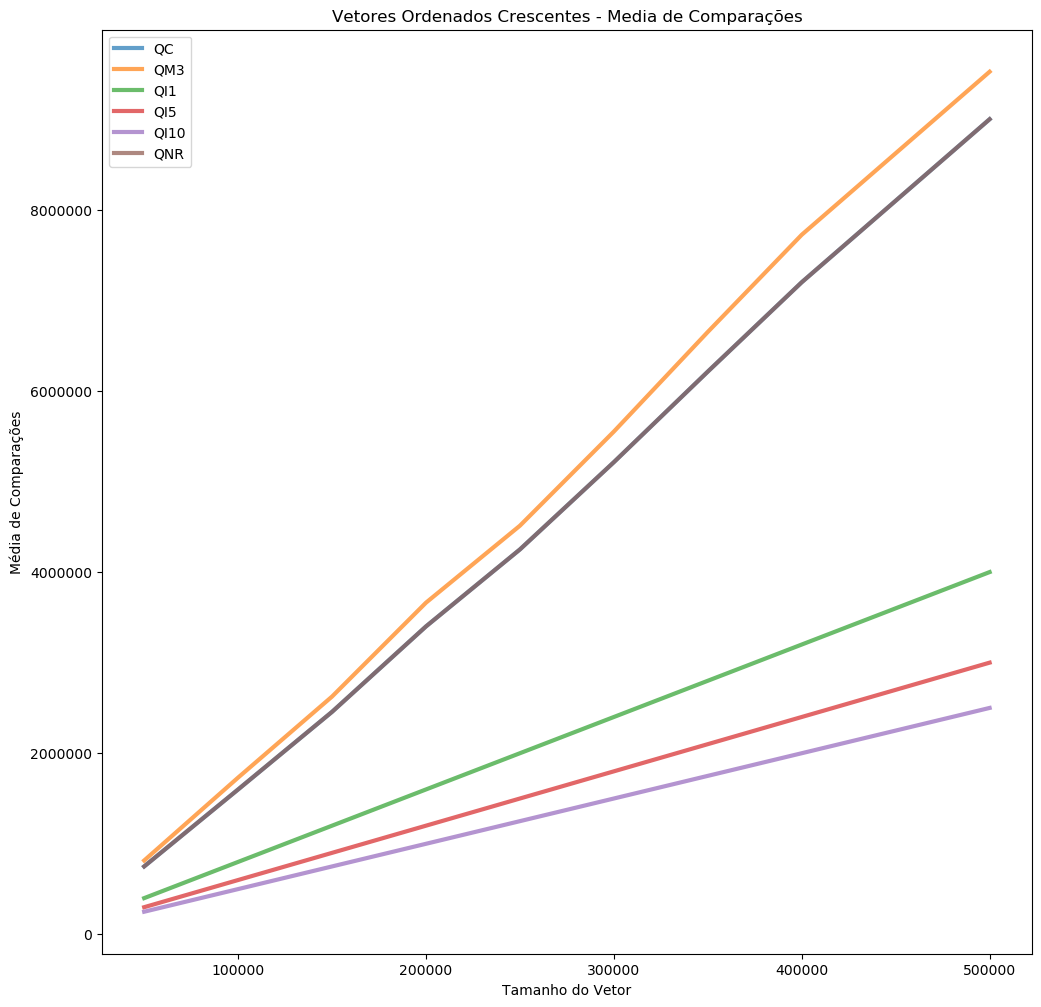 Vetores Ordenados Crescentes - Media de Comparações
QC
QM3
QI1
QI5
QI10
QNR
Média de Comparações
8000000
6000000
4000000
2000000
0
100000
200000
300000
400000
500000
Tamanho do Vetor